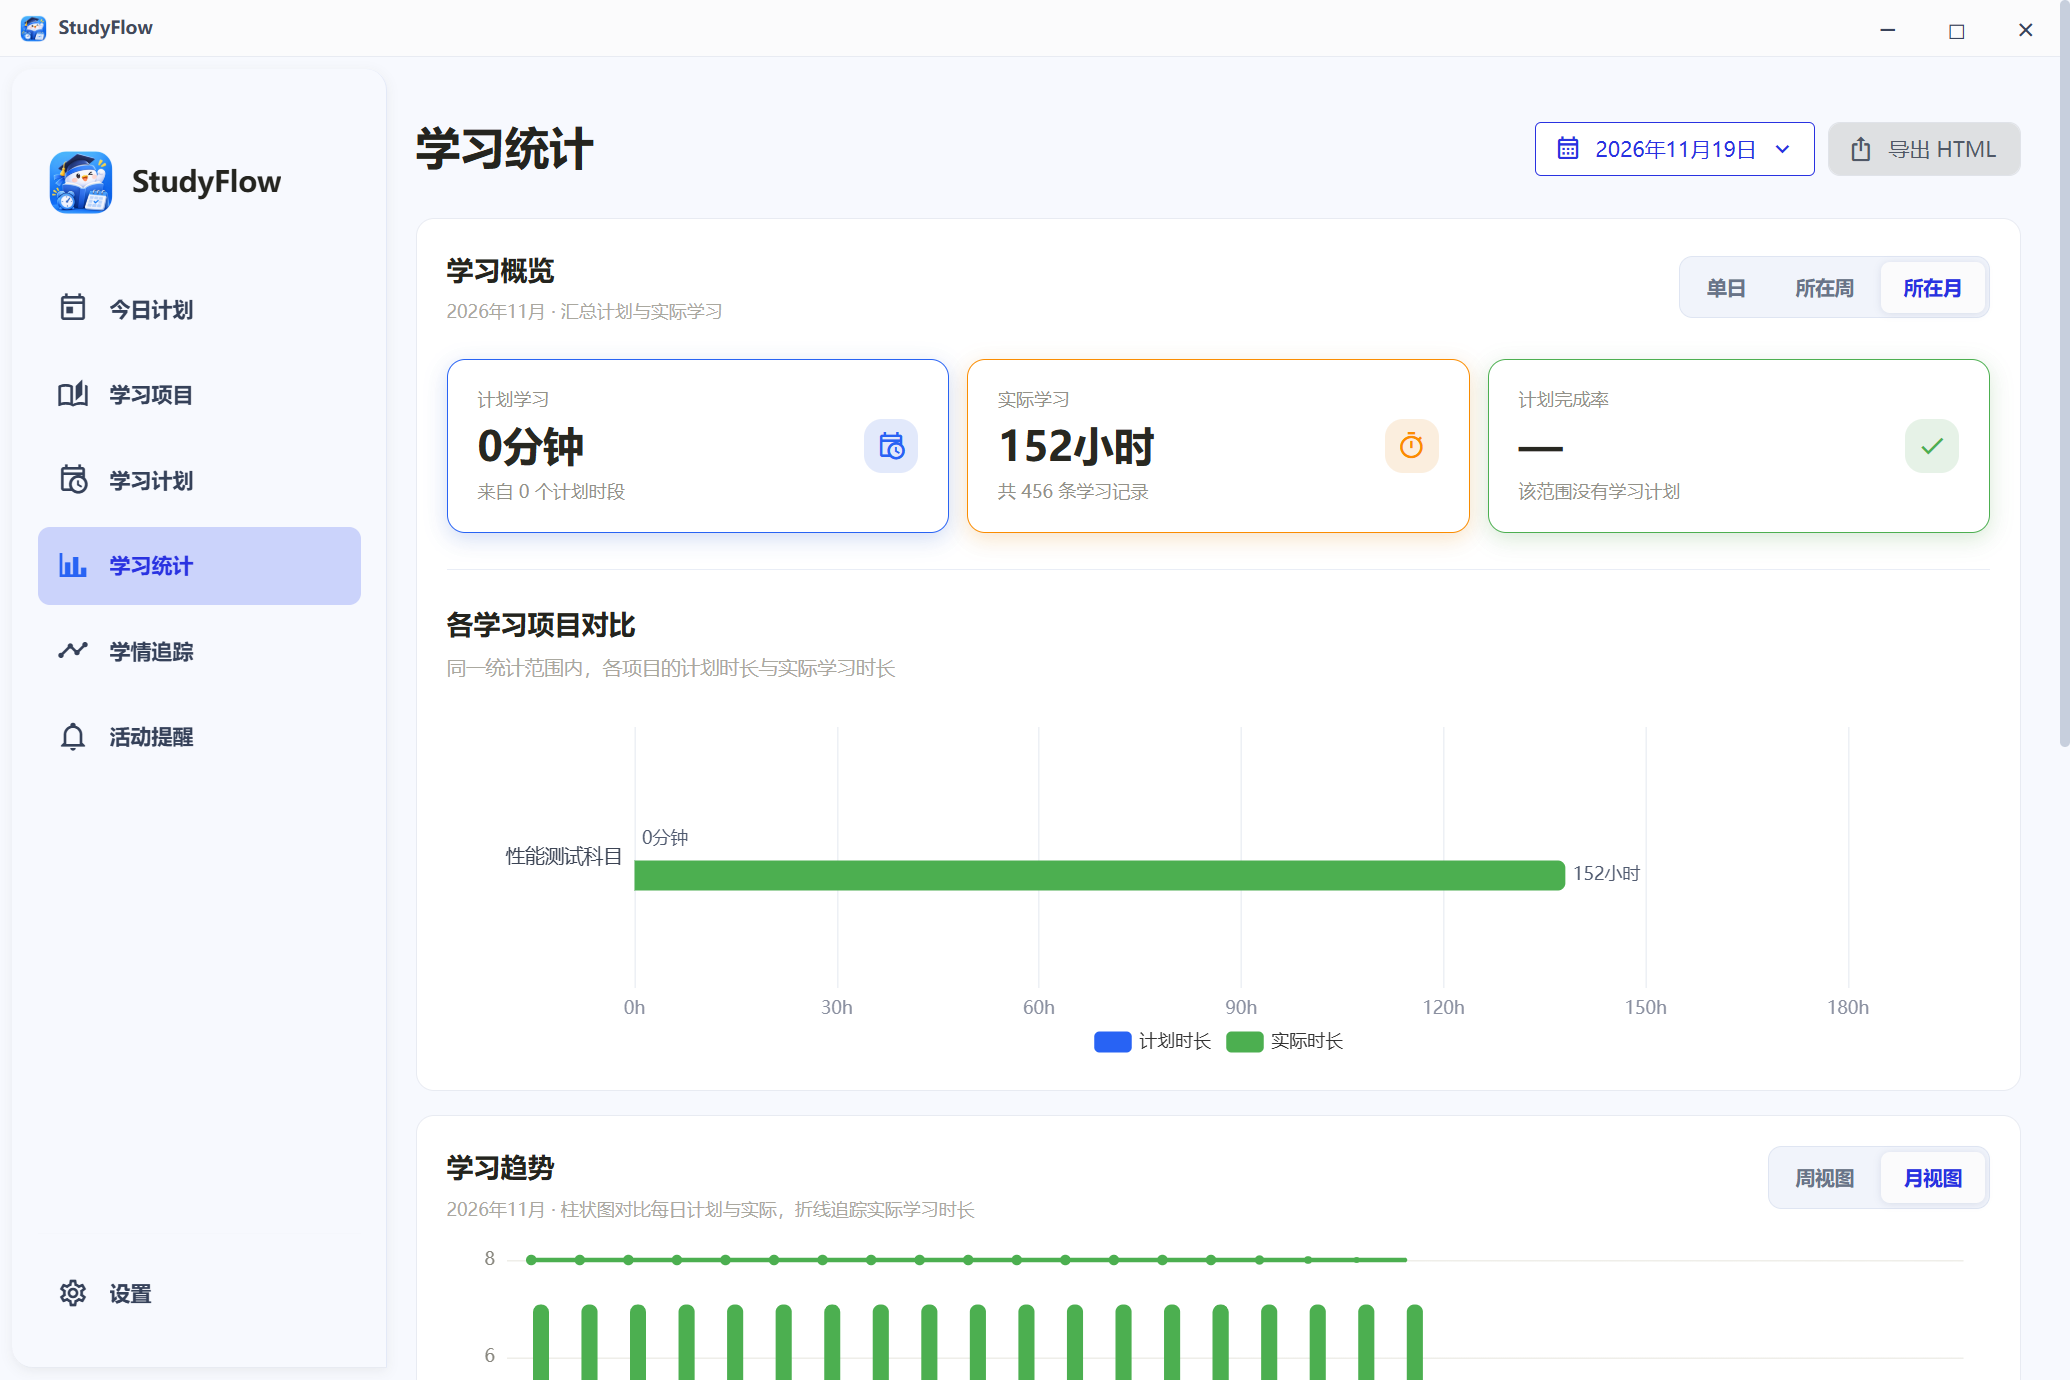 StudyFlow
StudyFlow
今日计划
学习项目
学习计划
学习统计
学情追踪
活动提醒
设置
学习统计
2026年11月19日
导出 HTML
学习概览
2026年11月 · 汇总计划与实际学习
单日
所在周
所在月
计划学习
0分钟
来自 0 个计划时段
实际学习
152小时
共 456 条学习记录
计划完成率
—
该范围没有学习计划
各学习项目对比
同一统计范围内，各项目的计划时长与实际学习时长
0分钟
性能测试科目
152小时
0h
30h
60h
90h
120h
150h
180h
计划时长
实际时长
学习趋势
2026年11月 · 柱状图对比每日计划与实际，折线追踪实际学习时长
周视图
月视图
8
6